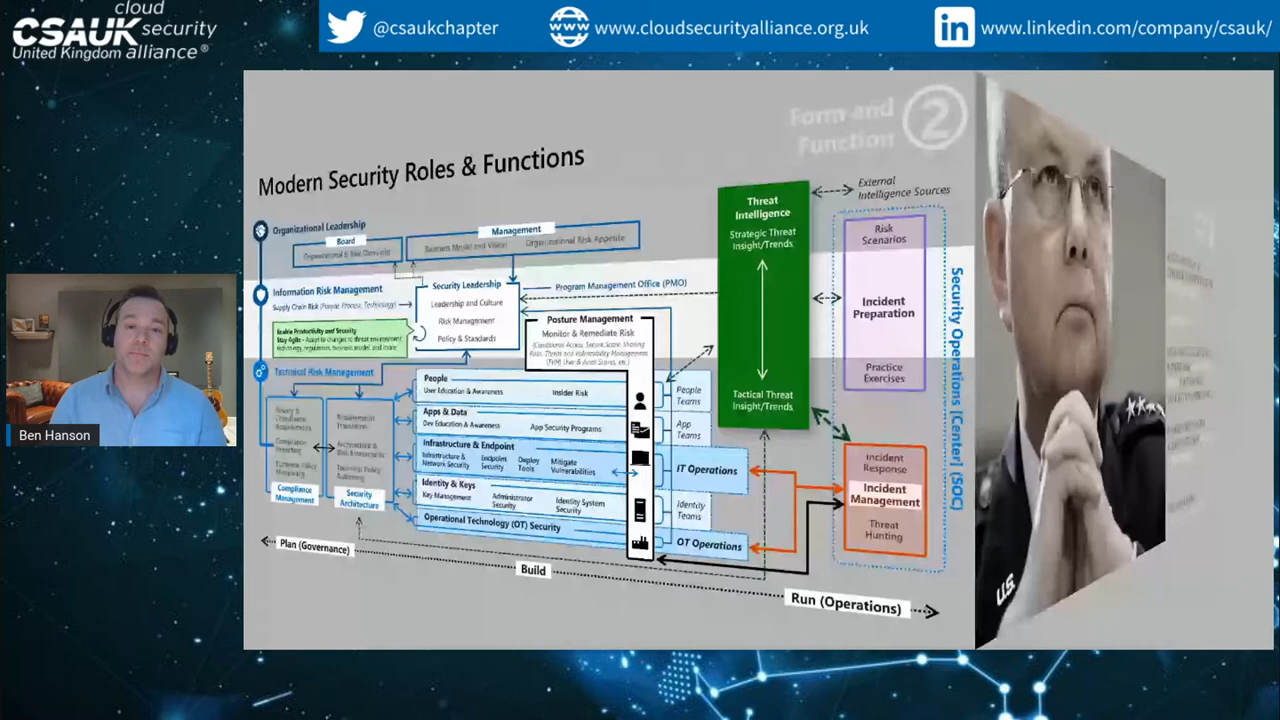 cloud
CSAUK security
United Kingdom alliance®
@csaukchapter
www.cloudsecurityalliance.org.uk
in
www.linkedin.com/company/csauk/
Ben Hanson
Form and
Function
2
Modern Security Roles & Functions
Organizational Leadership
Board
Management
Business Model and Vision
Organizational Risk Appetite
Information Risk Management
Supply Chain Risk (People, Process, Technology)
Enable Productivity and Security
Security Leadership
Leadership and Culture
Risk Management
Policy & Standards
Program Management Office (PMO)
Posture Management
Monitor & Remediate Risk
Technical Risk Management
Compliance
Management
Security
Architecture
People
User Education & Awareness
Insider Risk
People
Teams
Apps & Data
Dev Education & Awareness
App Security Programs
App
Teams
Infrastructure & Endpoint
Infrastructure &
Network Security
Endpoint
Security
Deploy
Tools
Mitigate
Vulnerabilities
IT Operations
Identity & Keys
Key Management
Administrator
Security
Identity System
Security
Identity
Teams
Operational Technology (OT) Security
OT Operations
Threat
Intelligence
Strategic Threat
Insight/Trends
Tactical Threat
Insight/Trends
External
Intelligence Sources
Risk
Scenarios
Incident
Preparation
Practice
Exercises
Incident
Response
Incident
Management
Threat
Hunting
Security Operations [Center] (SOC)
Plan (Governance)
Build
Run (Operations)
U.S.